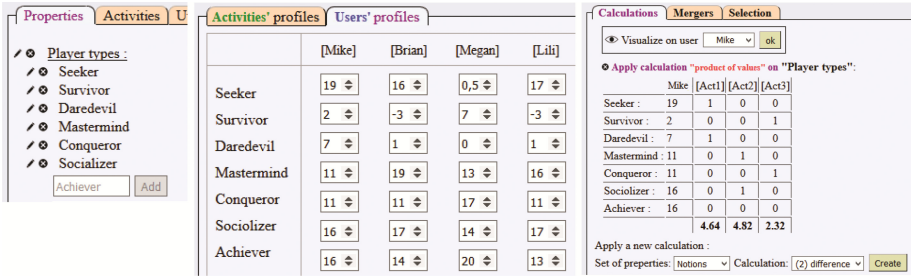 Properties Activities U
Player types :
Seeker
Survivor
Daredevil
Mastermind
Conqueror
Socializer
Achiever Add
Activities' profiles Users' profiles
[Mike] [Brian] [Megan] [Lili]
Seeker 19 16 0,5 17
Survivor 2 -3 7 -3
Daredevil 7 1 0 1
Mastermind 11 19 13 16
Conqueror 11 11 17 11
Sociolizer 16 17 14 17
Achiever 16 14 20 13
Calculations Mergers Selection
Visualize on user Mike ok
Apply calculation "product of values" on "Player types":
Mike [Act1] [Act2] [Act3]
Seeker : 19 1 0 0
Survivor : 2 0 0 1
Daredevil : 7 1 0 0
Mastermind : 11 0 1 0
Conqueror : 11 0 0 1
Sociolizer : 16 0 1 0
Achiever : 16 0 0 0
4.64 4.82 2.32
Apply a new calculation :
Set of properties: Notions Calculation: (2) difference Create